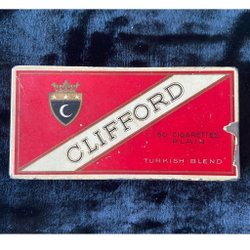 CLIFFORD
50 CIGARETTES
PLAIN
TURKISH BLEND